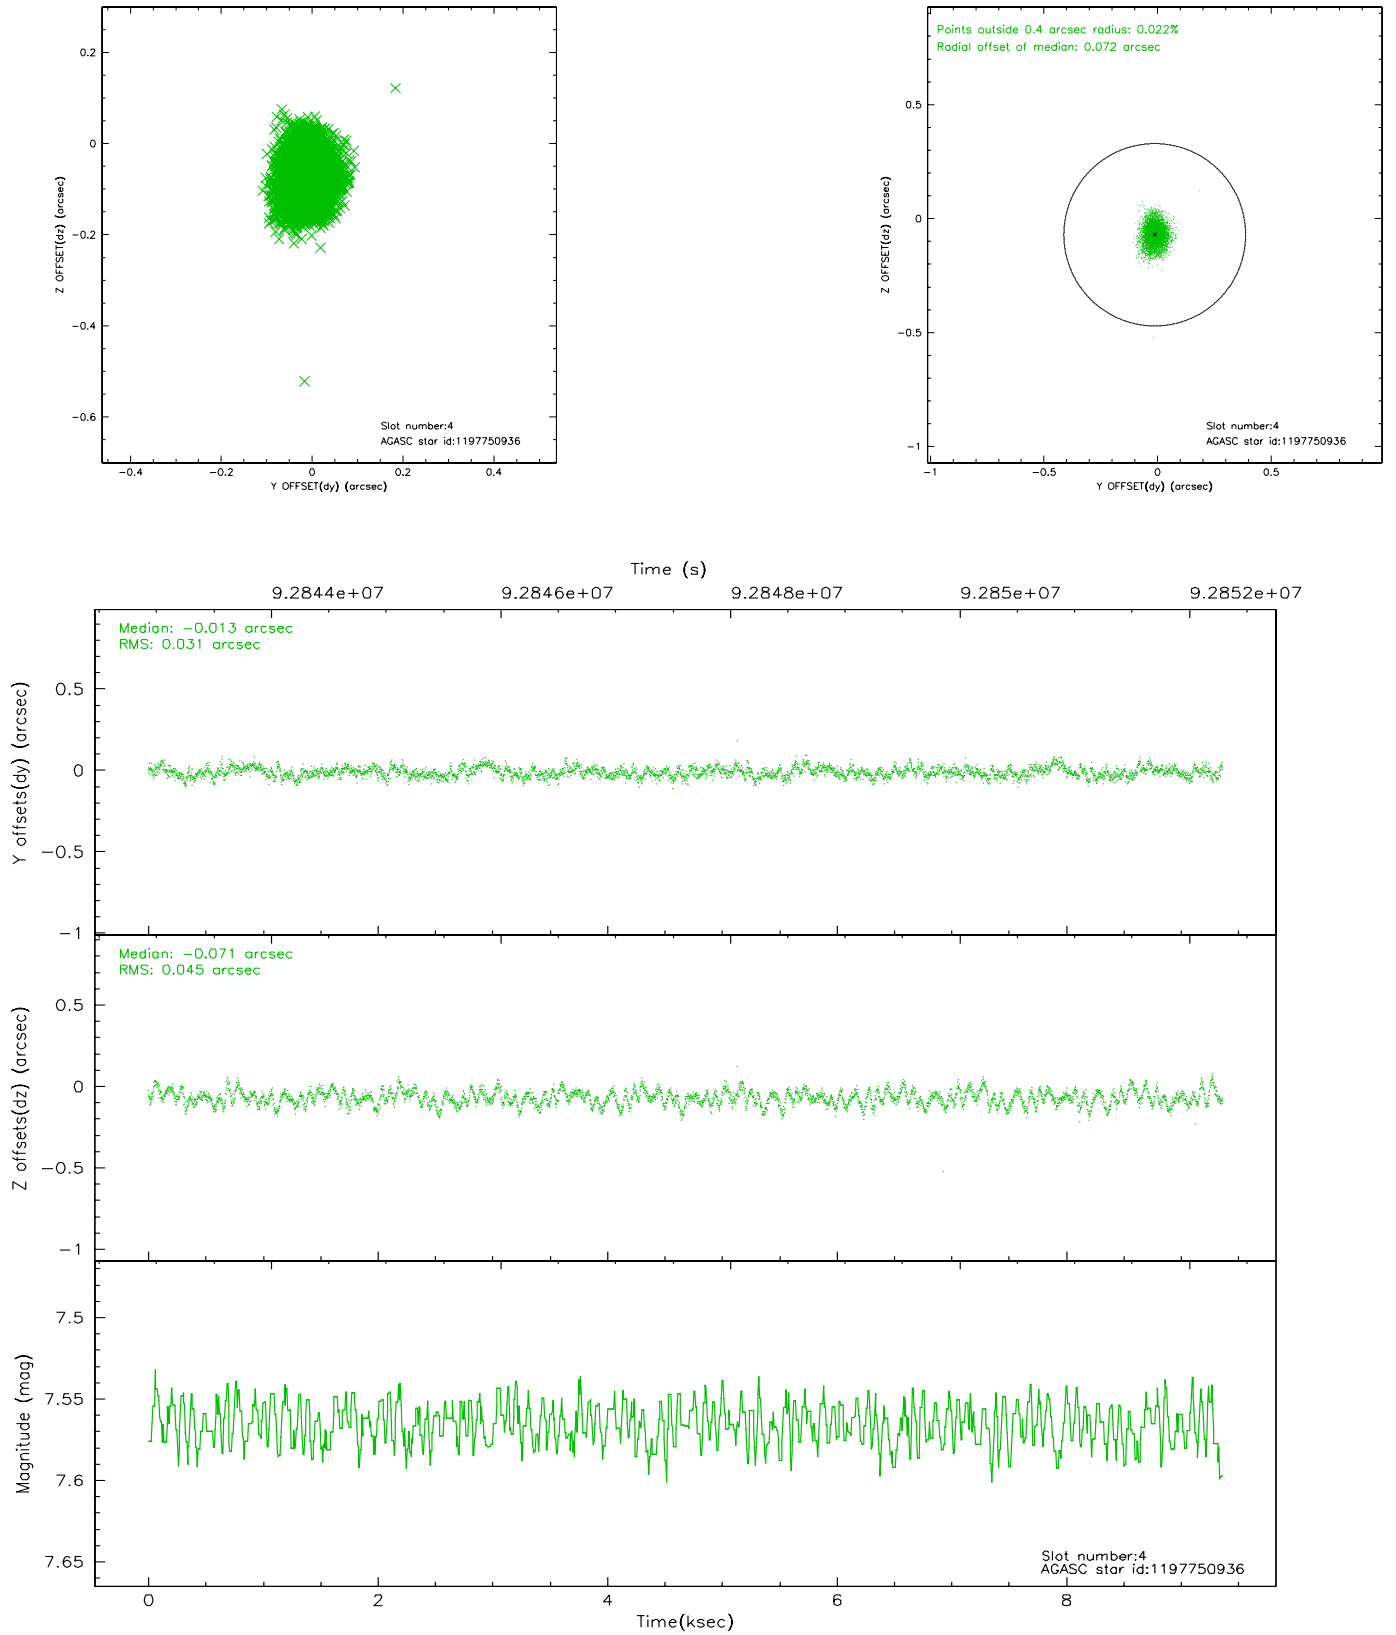 0.2
0
−0.2
−0.4
−0.6
−0.4
−0.2
0
0.2
0.4
Z OFFSET(dz) (arcsec)
Y OFFSET(dy) (arcsec)
Slot number:4
AGASC star id:1197750936
Points outside 0.4 arcsec radius: 0.022%
Radial offset of median: 0.072 arcsec
0.5
0
−0.5
−1
−1
−0.5
0
0.5
Z OFFSET(dz) (arcsec)
Y OFFSET(dy) (arcsec)
Slot number:4
AGASC star id:1197750936
Time (s)
9.2844e+07
9.2846e+07
9.2848e+07
9.285e+07
9.2852e+07
Median: −0.013 arcsec
RMS: 0.031 arcsec
0.5
0
−0.5
−1
Y offsets(dy) (arcsec)
Median: −0.071 arcsec
RMS: 0.045 arcsec
0.5
0
−0.5
−1
Z offsets(dz) (arcsec)
7.5
7.55
7.6
7.65
Magnitude (mag)
Slot number:4
AGASC star id:1197750936
0
2
4
6
8
Time(ksec)